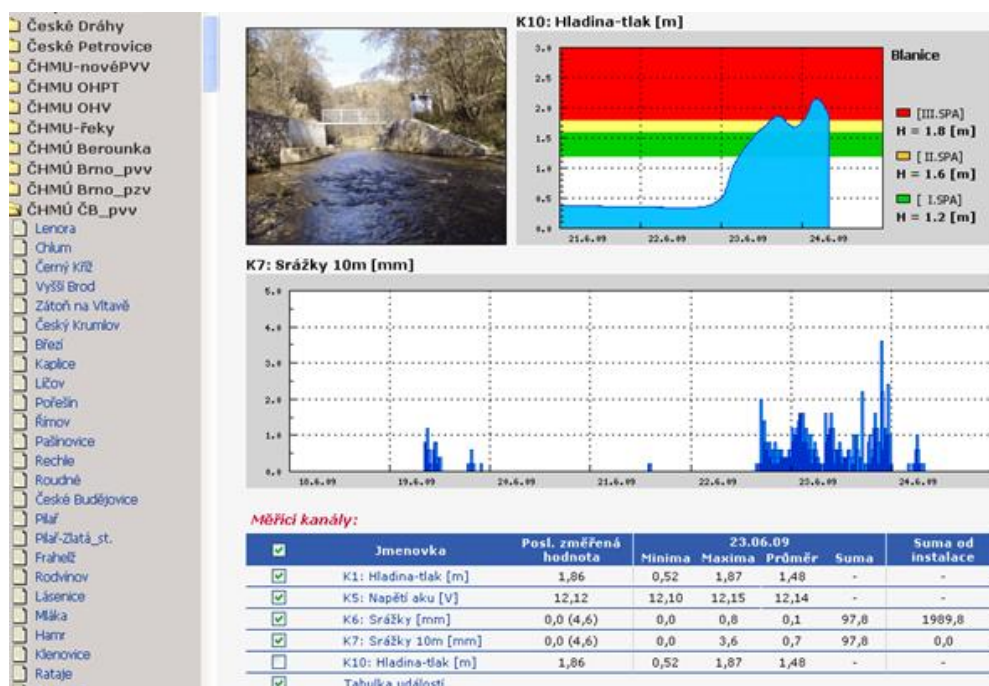 České Dráhy
České Petrovice
ČHMU-novéPVV
ČHMU OHPT
ČHMU OHV
ČHMU-řeky
ČHMÚ Berounka
ČHMÚ Brno_pvv
ČHMÚ Brno_pzv
ČHMÚ ČB_pvv
Lenora
Chlum
Černý Kříž
Vyšší Brod
Zátoň na Vltavě
Český Krumlov
Březí
Kaplice
Líčov
Pořešín
Římov
Pašinovice
Rechle
Roudné
České Budějovice
Pilař
Pilař-Zlatá_st.
Frahelž
Rodvínov
Lásenice
Mláka
Hamr
Klenovice
Rataje
K10: Hladina-tlak [m]
3.0
2.5
2.0
1.5
1.0
0.5
0.0
21.6.09 22.6.09 23.6.09 24.6.09
Blanice
[III.SPA]
H = 1.8 [m]
[ II.SPA]
H = 1.6 [m]
[ I.SPA]
H = 1.2 [m]
K7: Srážky 10m [mm]
5.0
4.0
3.0
2.0
1.0
0.0
18.6.09 19.6.09 20.6.09 21.6.09 22.6.09 23.6.09 24.6.09
Měřicí kanály:
Jmenovka Posl. změřená hodnota 23.06.09 Minima Maxima Průměr Suma Suma od instalace
K1: Hladina-tlak [m] 1,86 0,52 1,87 1,48 - -
K5: Napětí aku [V] 12,12 12,10 12,15 12,14 - -
K6: Srážky [mm] 0,0 (4,6) 0,0 0,8 0,1 97,8 1989,8
K7: Srážky 10m [mm] 0,0 (4,6) 0,0 3,6 0,7 97,8 0,0
K10: Hladina-tlak [m] 1,86 0,52 1,87 1,48 - -
Tabulka událostí